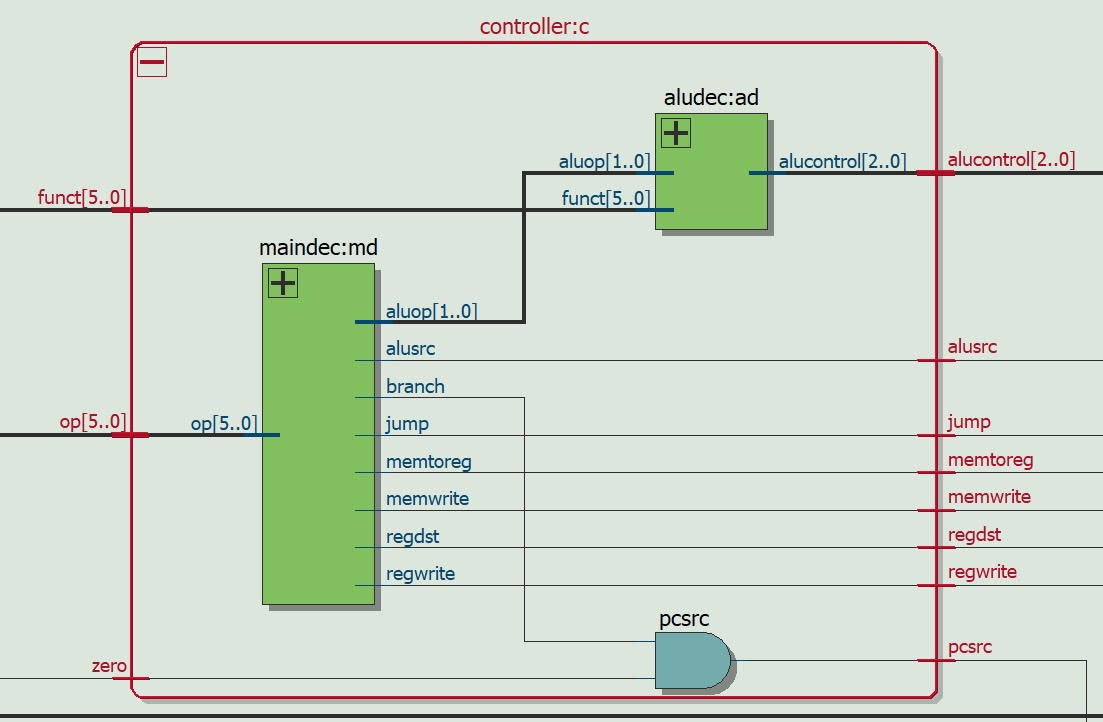 controller:c
aludec:ad
aluop[1..0]
alucontrol[2..0]
alucontrol[2..0]
funct[5..0]
funct[5..0]
maindec:md
aluop[1..0]
alusrc
alusrc
branch
op[5..0]
op[5..0]
jump
jump
memtoreg
memtoreg
memwrite
memwrite
regdst
regdst
regwrite
regwrite
pcsrc
pcsrc
zero